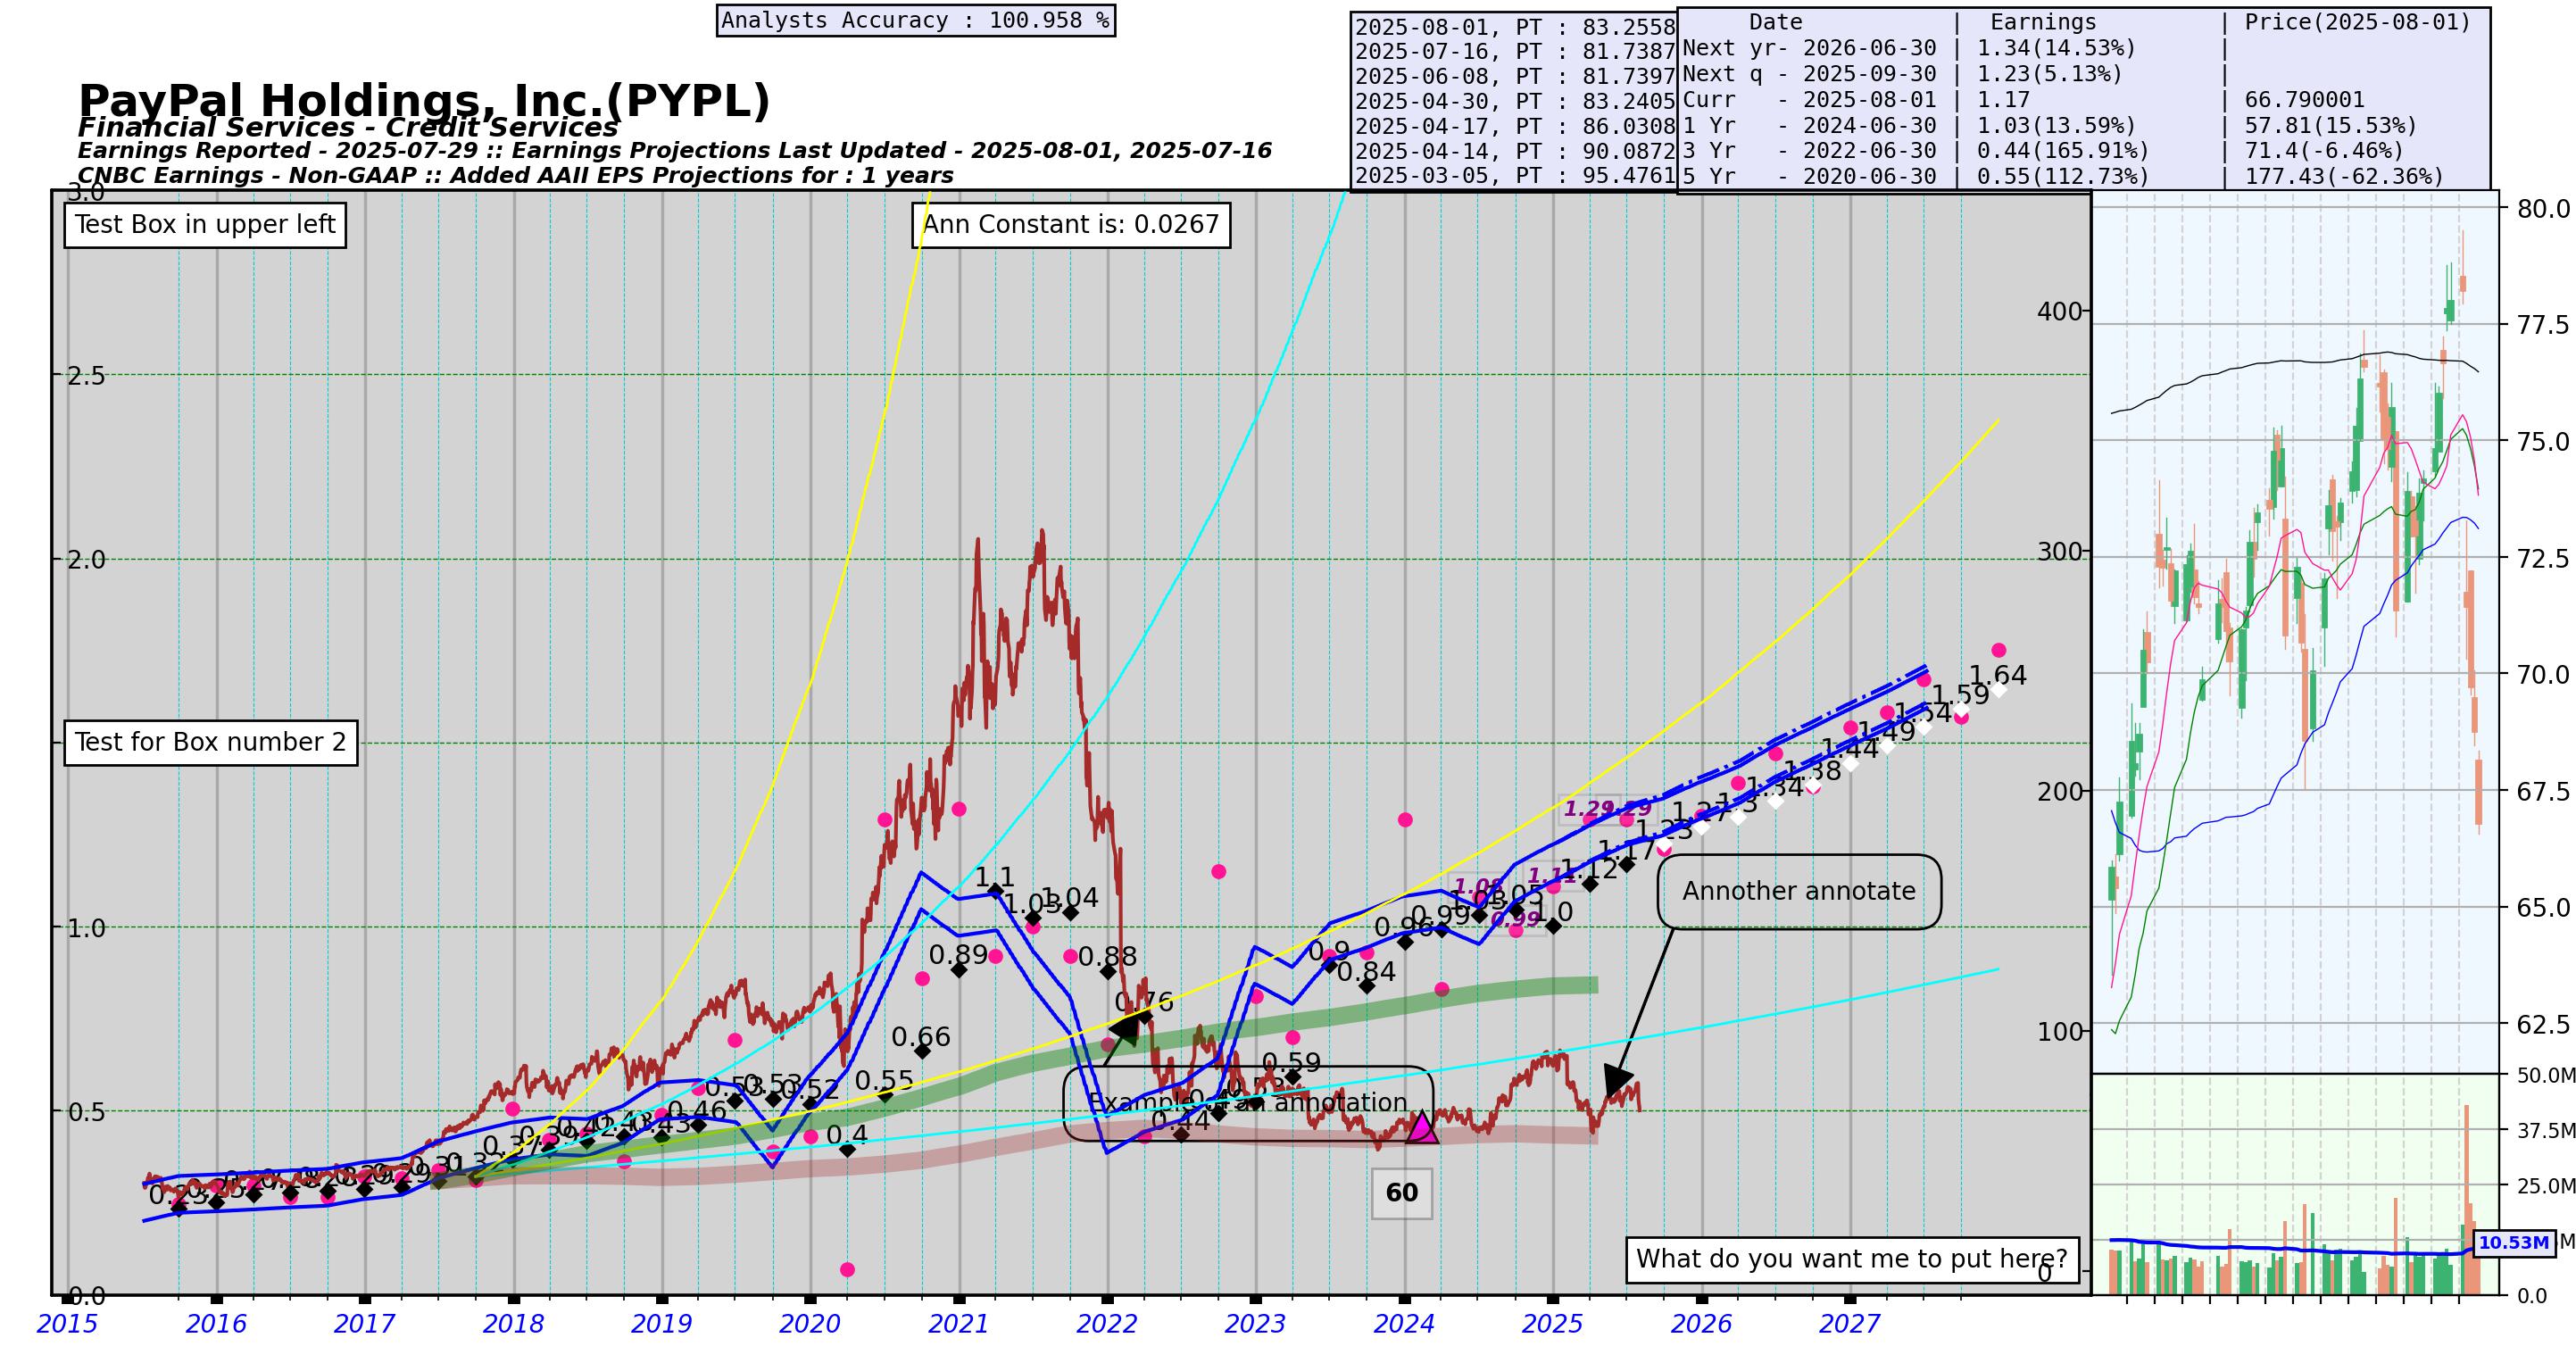 Analysts Accuracy : 100.958 %
PayPal Holdings, Inc.(PYPL)
Financial Services - Credit Services
Earnings Reported - 2025-07-29 :: Earnings Projections Last Updated - 2025-08-01, 2025-07-16
CNBC Earnings - Non-GAAP :: Added AAII EPS Projections for : 1 years
2025-08-01, PT : 83.2558
2025-07-16, PT : 81.7387
2025-06-08, PT : 81.7397
2025-04-30, PT : 83.2405
2025-04-17, PT : 86.0308
2025-04-14, PT : 90.0872
2025-03-05, PT : 95.4761
Date | Earnings | Price(2025-08-01)
Next yr- 2026-06-30 | 1.34(14.53%) |
Next q - 2025-09-30 | 1.23(5.13%) |
Curr - 2025-08-01 | 1.17 | 66.790001
1 Yr - 2024-06-30 | 1.03(13.59%) | 57.81(15.53%)
3 Yr - 2022-06-30 | 0.44(165.91%) | 71.4(-6.46%)
5 Yr - 2020-06-30 | 0.55(112.73%) | 177.43(-62.36%)
Test Box in upper left
Ann Constant is: 0.0267
Test for Box number 2
Annother annotate
60
What do you want me to put here?
3.0
2.5
2.0
1.0
0.5
0.0
0.4
0.55
0.66
0.89
1.1
1.03
1.04
0.88
0.76
0.44
0.59
0.9
0.84
0.96
0.99
1.0
1.12
1.17
1.23
1.34
1.38
1.44
1.49
1.54
1.59
1.64
400
300
200
100
0
80.0
77.5
75.0
72.5
70.0
67.5
65.0
62.5
50.0M
37.5M
25.0M
10.53M
0.0
2015 2016 2017 2018 2019 2020 2021 2022 2023 2024 2025 2026 2027